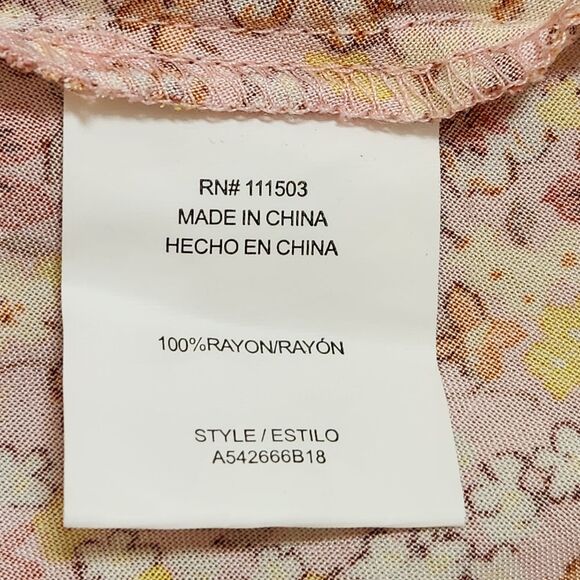 RN# 111503
MADE IN CHINA
HECHO EN CHINA
100%RAYON/RAYÓN
STYLE / ESTILO
A542666B18